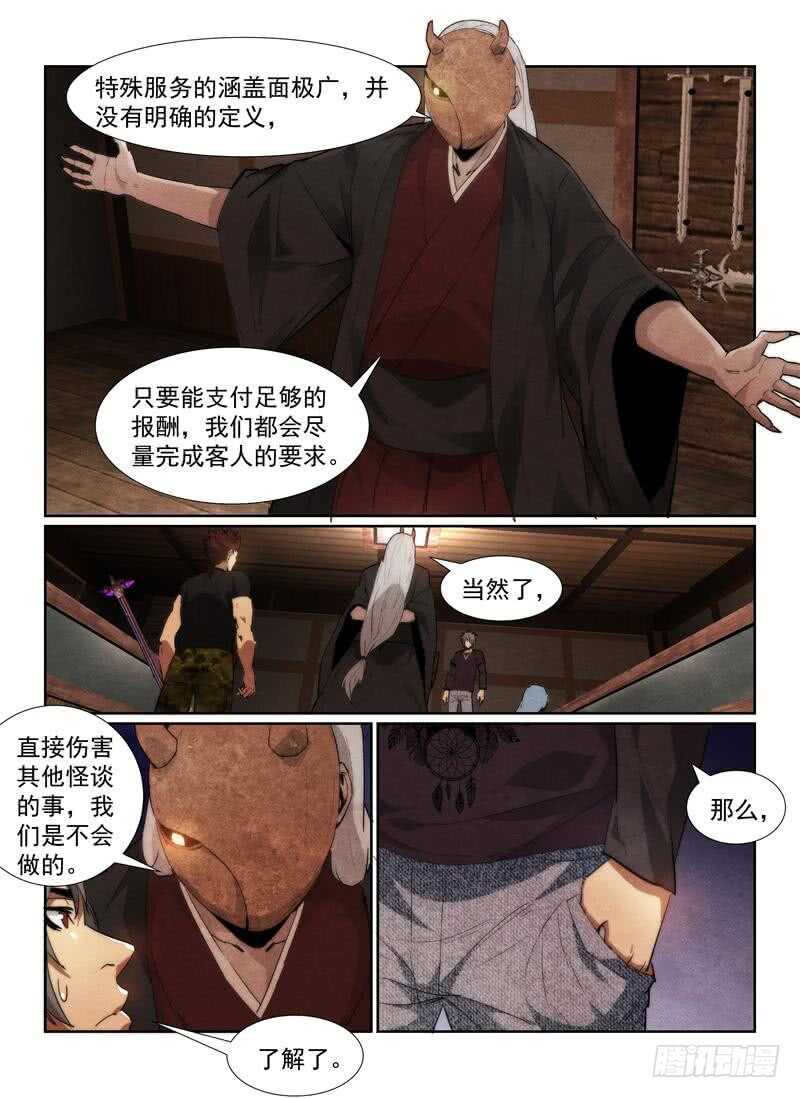 特殊服务的涵盖面极广，并
没有明确的定义，
只要能支付足够的
报酬，我们都会尽
量完成客人的要求。
当然了，
直接伤害
其他怪谈
的事，我
们是不会
做的。
那么，
了解了。
腾讯动漫